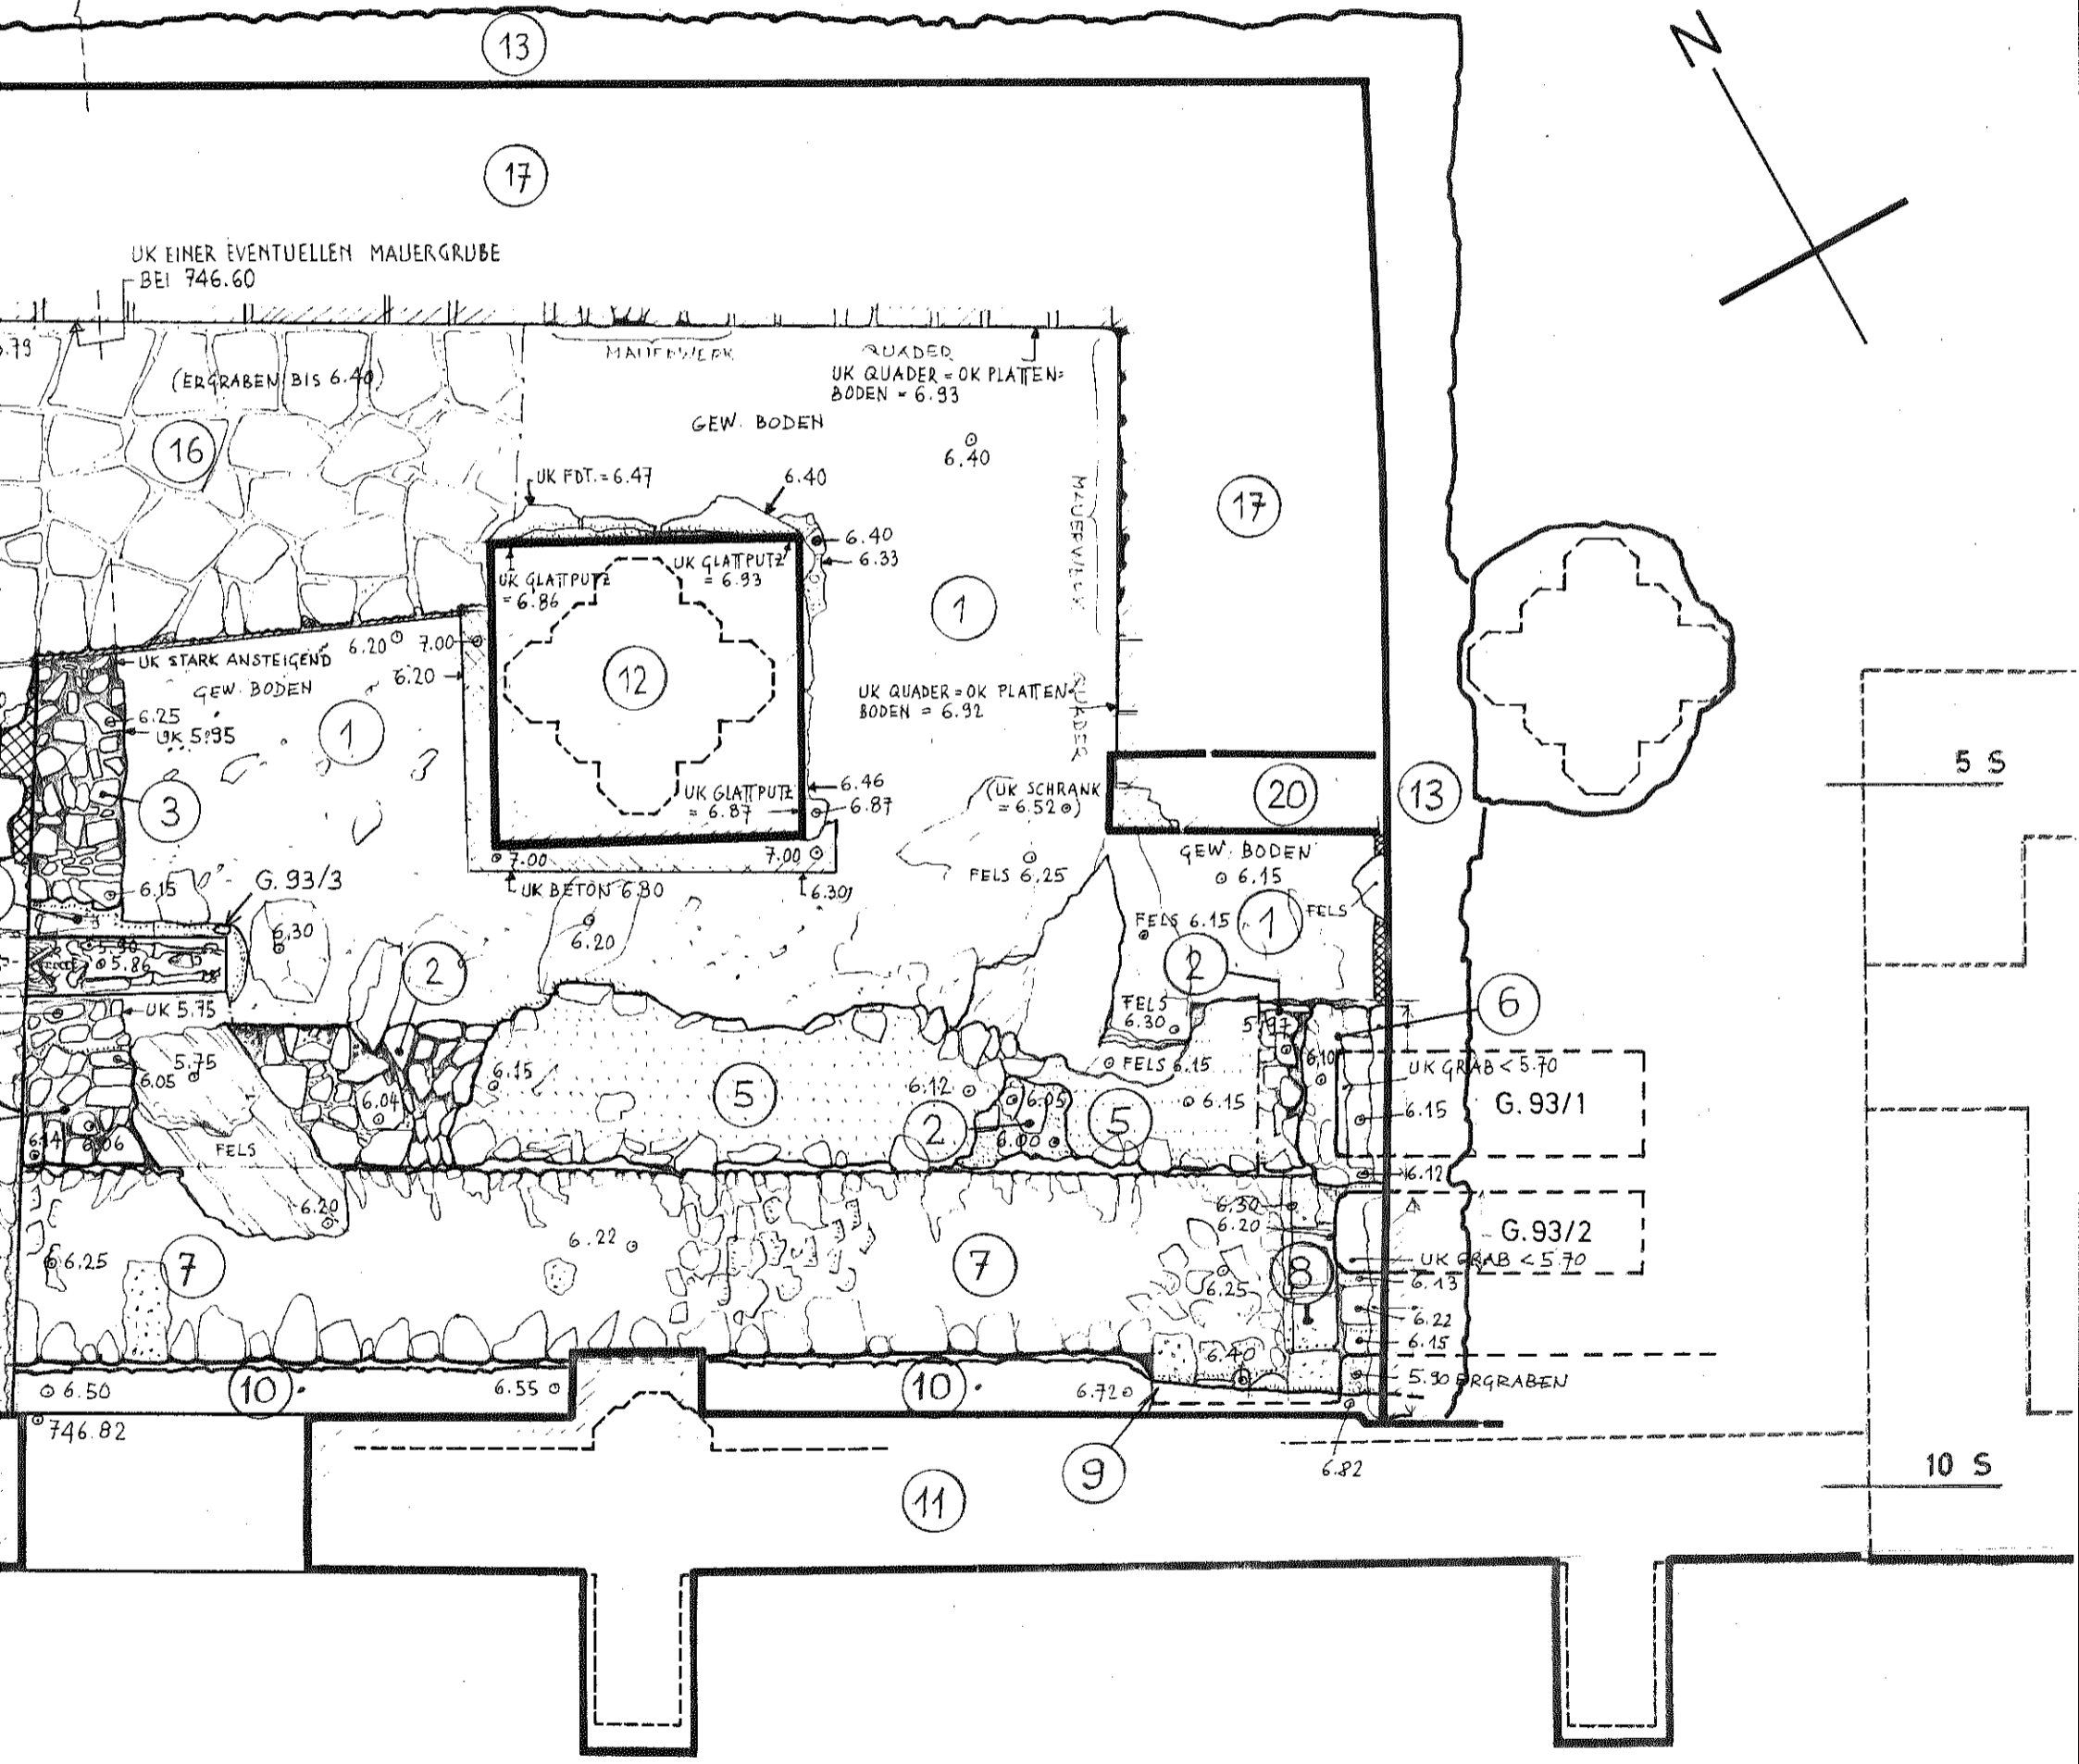 N
13
17
UK EINER EVENTUELLEN MAUERGRUBE
BEI 746.60
.79
(ERGRABEN BIS 6.40)
MAUERWERK
QUADER
UK QUADER = OK PLATTEN=
BODEN = 6.93
GEW. BODEN
6.40
16
UK FDT. = 6.47
6.40
MAUERWERK
17
6.40
6.33
UK GLATTPUTZ
= 6.86
UK GLATTPUTZ
= 6.93
1
6.20
7.00
UK STARK ANSTEIGEND
GEW. BODEN
6.20
12
UK QUADER = OK PLATTEN-
BODEN = 6.92
QUADER
6.25
UK 5.95
1
3
5 S
UK GLATTPUTZ
= 6.87
6.46
6.87
(UK SCHRANK
= 6.52)
20
13
7.00
7.00
UK BETON 6.30
6.30)
FELS 6.25
GEW. BODEN
6.15
6.15
G. 93/3
6.30
6.20
FELS 6.15
1
FELS
2
2
5.90
5.86
UK 5.75
FELS
6.30
5.97
6
5.75
6.05
6.04
6.15
5
6.12
6.05
2
6.00
5
FELS 6.15
6.15
6.10
UK GRAB < 5.70
6.15
G. 93/1
6.14
6.06
FELS
6.12
6.20
6.30
6.20
G.93/2
UK GRAB < 5.70
6.25
7
6.22
7
6.25
8
6.13
6.22
6.15
6.40
5.90 ERGRABEN
6.50
10
6.55
10
6.72
746.82
9
6.82
11
10 S